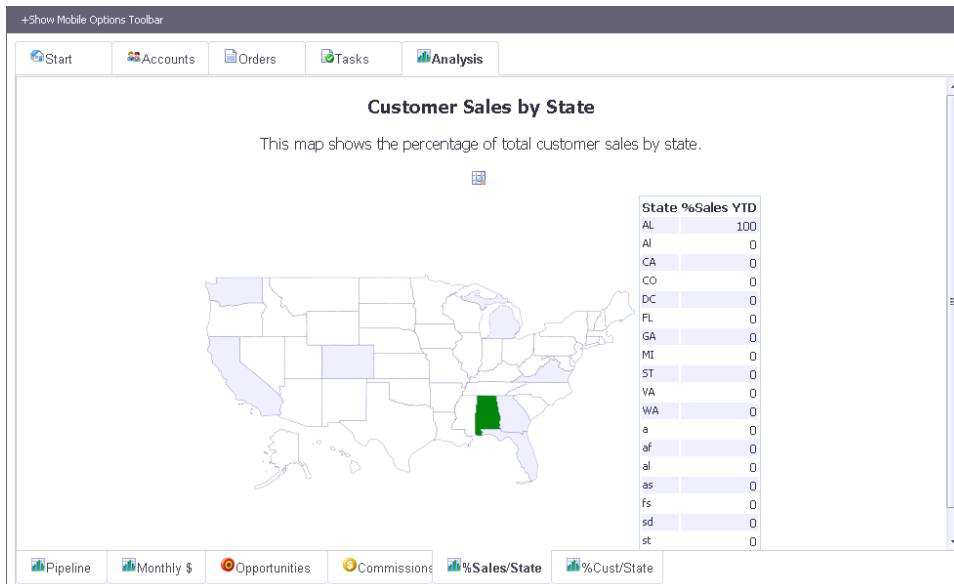 +Show Mobile Options Toolbar
Start Accounts Orders Tasks Analysis
Customer Sales by State
This map shows the percentage of total customer sales by state.
State %Sales YTD
AL 100
Al 0
CA 0
CO 0
DC 0
FL 0
GA 0
MI 0
ST 0
VA 0
WA 0
a 0
af 0
al 0
as 0
fs 0
sd 0
st 0
Pipeline Monthly $ Opportunities Commissions %Sales/State %Cust/State